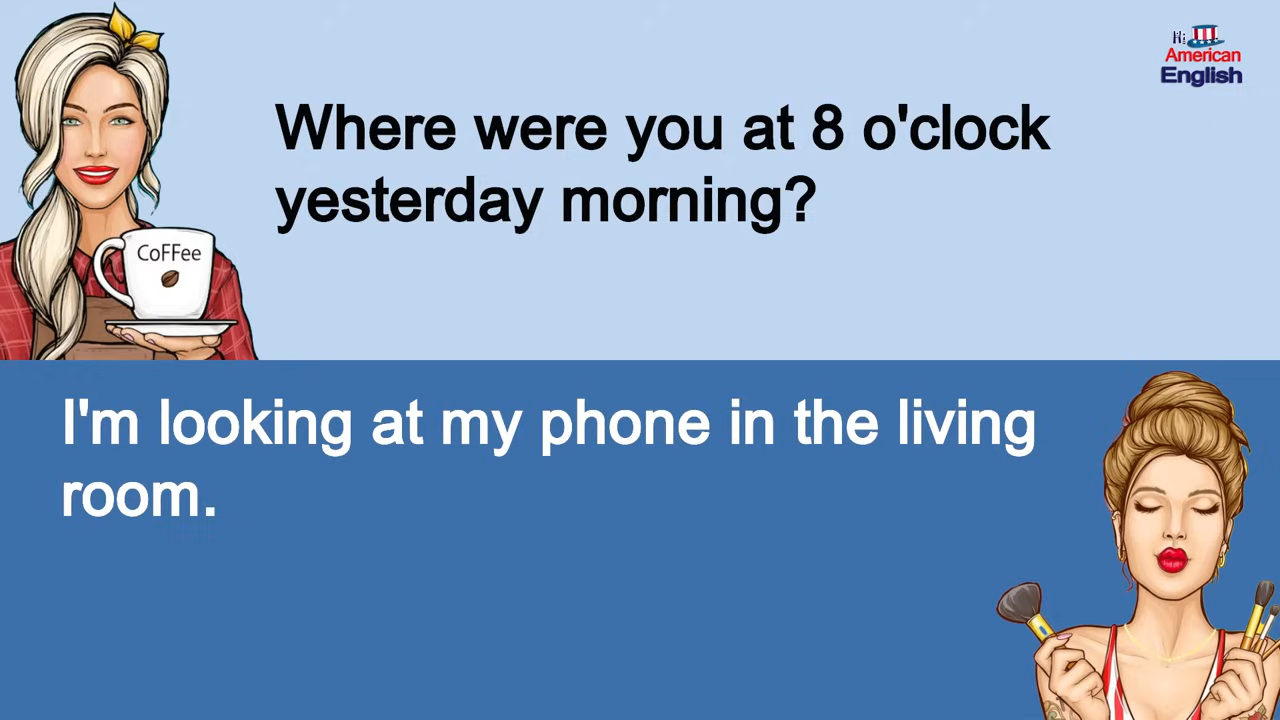 Hi
American
English
Where were you at 8 o'clock
yesterday morning?
CoFFee
I'm looking at my phone in the living
room.